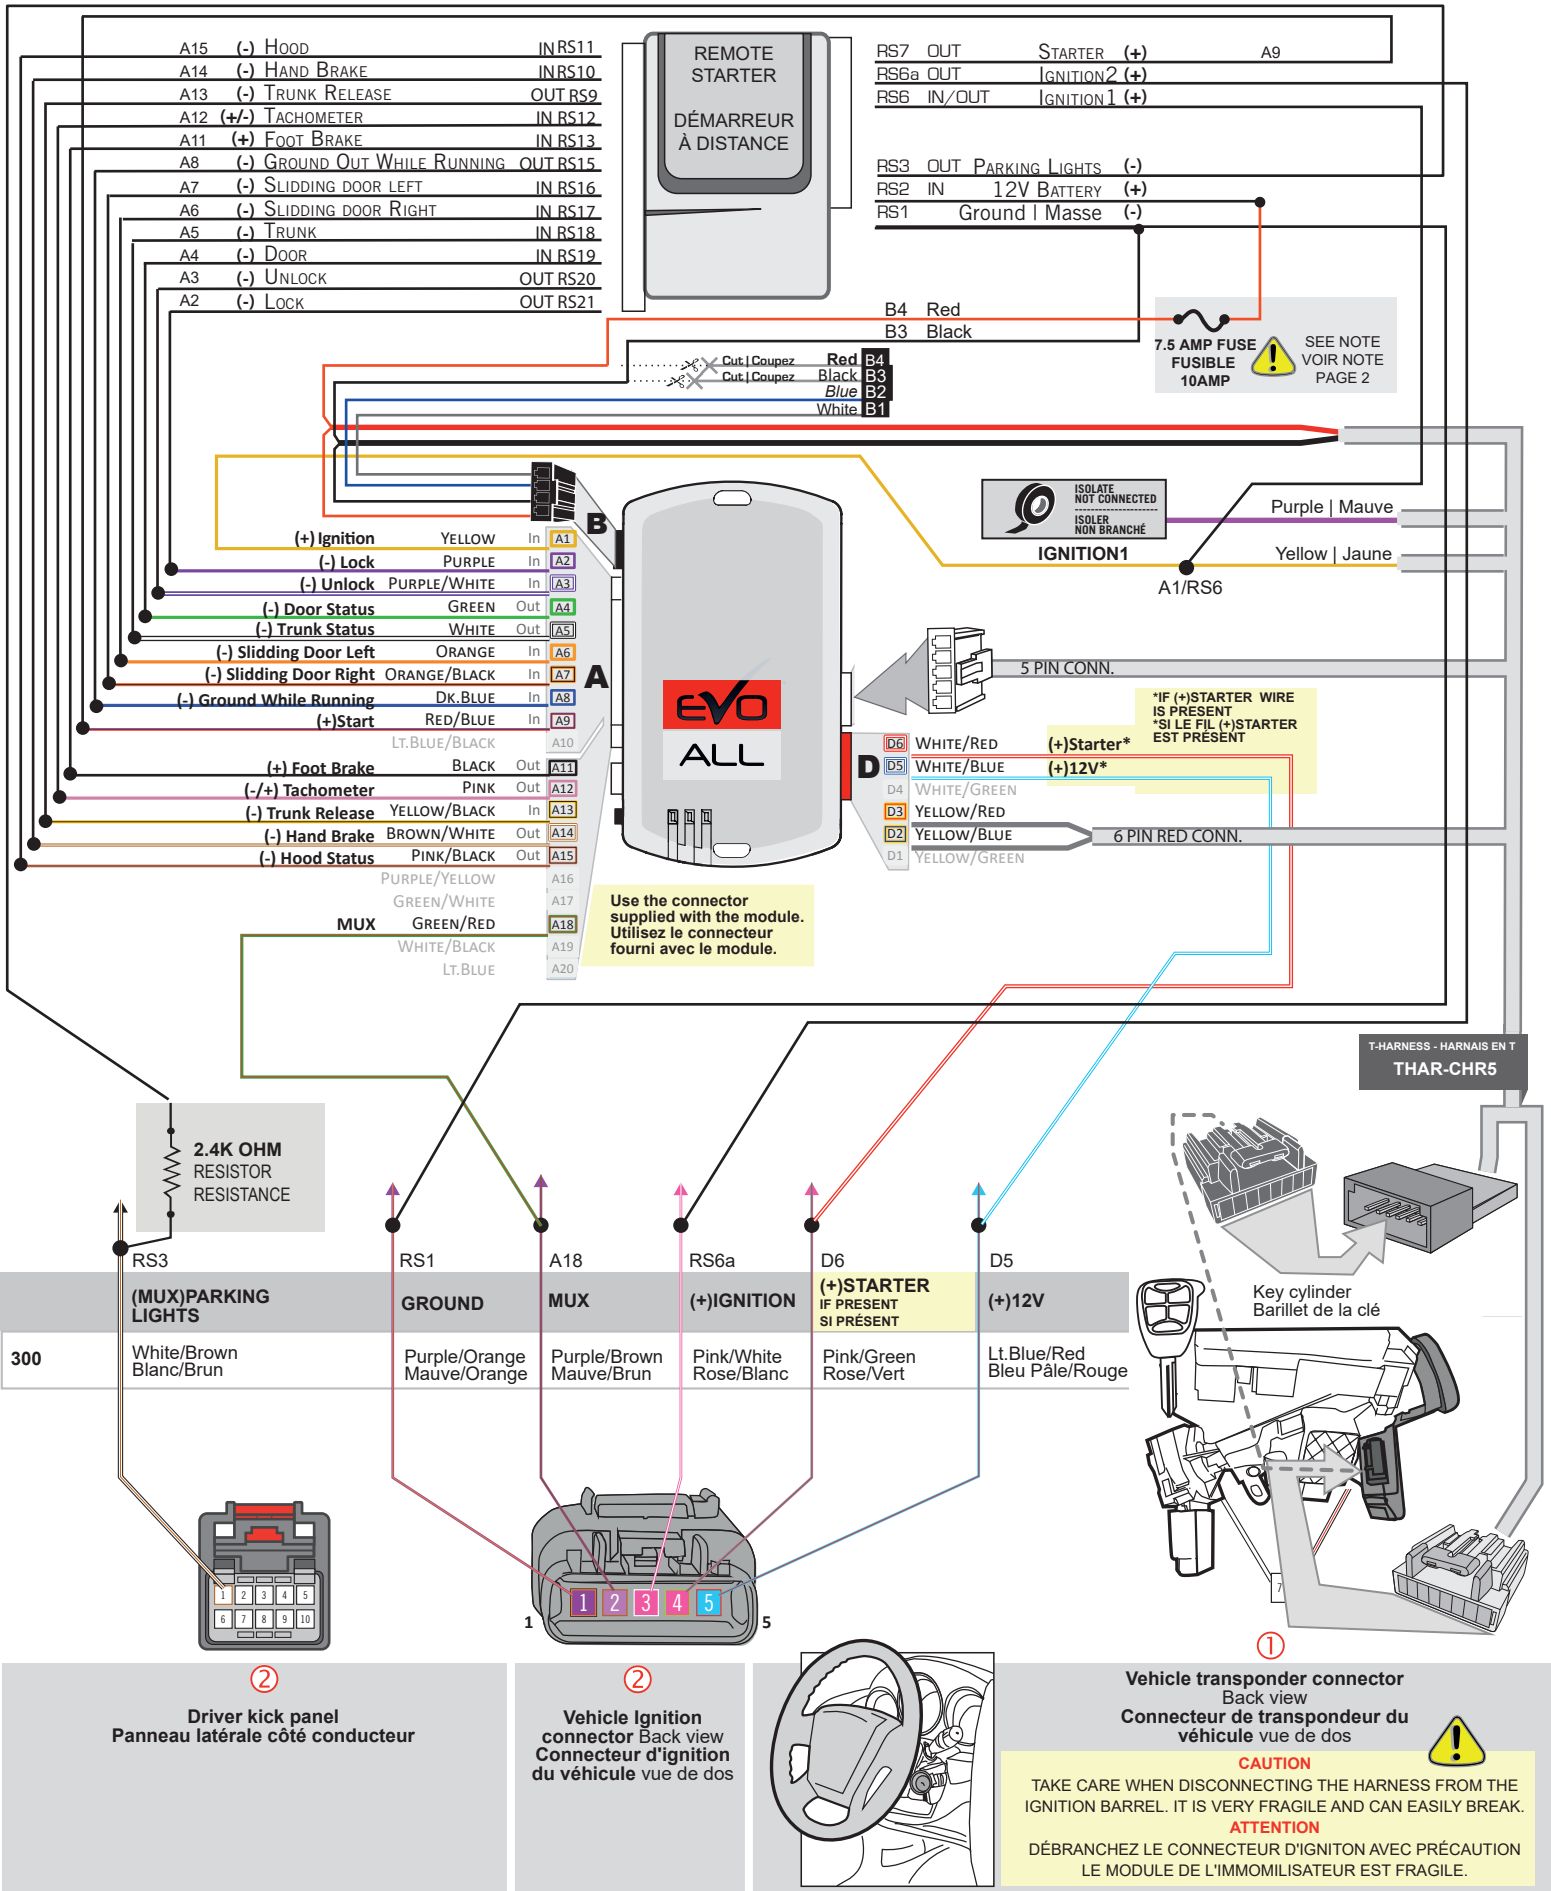 A15 (-) HOOD IN RS11
A14 (-) HAND BRAKE IN RS10
A13 (-) TRUNK RELEASE OUT RS9
A12 (+/-) TACHOMETER IN RS12
A11 (+) FOOT BRAKE IN RS13
A8 (-) GROUND OUT WHILE RUNNING OUT RS15
A7 (-) SLIDDING DOOR LEFT IN RS16
A6 (-) SLIDDING DOOR RIGHT IN RS17
A5 (-) TRUNK IN RS18
A4 (-) DOOR IN RS19
A3 (-) UNLOCK OUT RS20
A2 (-) LOCK OUT RS21
REMOTE
STARTER
DÉMARREUR
À DISTANCE
RS7 OUT STARTER (+) A9
RS6a OUT IGNITION2 (+)
RS6 IN/OUT IGNITION1 (+)
RS3 OUT PARKING LIGHTS (-)
RS2 IN 12V BATTERY (+)
RS1 Ground | Masse (-)
B4 Red
B3 Black
7.5 AMP FUSE
FUSIBLE
10AMP
SEE NOTE
VOIR NOTE
PAGE 2
Cut | Coupez Red B4
Cut | Coupez Black B3
Blue B2
White B1
ISOLATE
NOT CONNECTED
ISOLER
NON BRANCHÉ
Purple | Mauve
IGNITION1
Yellow | Jaune
A1/RS6
B
A
(+) Ignition YELLOW In A1
(-) Lock PURPLE In A2
(-) Unlock PURPLE/WHITE In A3
(-) Door Status GREEN Out A4
(-) Trunk Status WHITE Out A5
(-) Slidding Door Left ORANGE In A6
(-) Slidding Door Right ORANGE/BLACK In A7
(-) Ground While Running DK.BLUE In A8
(+)Start RED/BLUE In A9
LT.BLUE/BLACK A10
(+) Foot Brake BLACK Out A11
(-/+) Tachometer PINK Out A12
(-) Trunk Release YELLOW/BLACK In A13
(-) Hand Brake BROWN/WHITE Out A14
(-) Hood Status PINK/BLACK Out A15
PURPLE/YELLOW A16
GREEN/WHITE A17
MUX GREEN/RED A18
WHITE/BLACK A19
LT.BLUE A20
EVO
ALL
5 PIN CONN.
*IF (+)STARTER WIRE
IS PRESENT
*SI LE FIL (+)STARTER
EST PRÉSENT
D
D6 WHITE/RED (+)Starter*
D5 WHITE/BLUE (+)12V*
D4 WHITE/GREEN
D3 YELLOW/RED
D2 YELLOW/BLUE
D1 YELLOW/GREEN
6 PIN RED CONN.
Use the connector
supplied with the module.
Utilisez le connecteur
fourni avec le module.
T-HARNESS - HARNAIS EN T
THAR-CHR5
2.4K OHM
RESISTOR
RESISTANCE
RS3 RS1 A18 RS6a D6 D5
(MUX)PARKING
LIGHTS
GROUND
MUX
(+)IGNITION
(+)STARTER
IF PRESENT
SI PRÉSENT
(+)12V
300
White/Brown
Blanc/Brun
Purple/Orange
Mauve/Orange
Purple/Brown
Mauve/Brun
Pink/White
Rose/Blanc
Pink/Green
Rose/Vert
Lt.Blue/Red
Bleu Pâle/Rouge
Key cylinder
Barillet de la clé
7
1 2 3 4 5
6 7 8 9 10
1 2 3 4 5
1 5
②
Driver kick panel
Panneau latérale côté conducteur
②
Vehicle Ignition
connector Back view
Connecteur d'ignition
du véhicule vue de dos
①
Vehicle transponder connector
Back view
Connecteur de transpondeur du
véhicule vue de dos
CAUTION
TAKE CARE WHEN DISCONNECTING THE HARNESS FROM THE
IGNITION BARREL. IT IS VERY FRAGILE AND CAN EASILY BREAK.
ATTENTION
DÉBRANCHEZ LE CONNECTEUR D'IGNITON AVEC PRÉCAUTION
LE MODULE DE L'IMMOMILISATEUR EST FRAGILE.